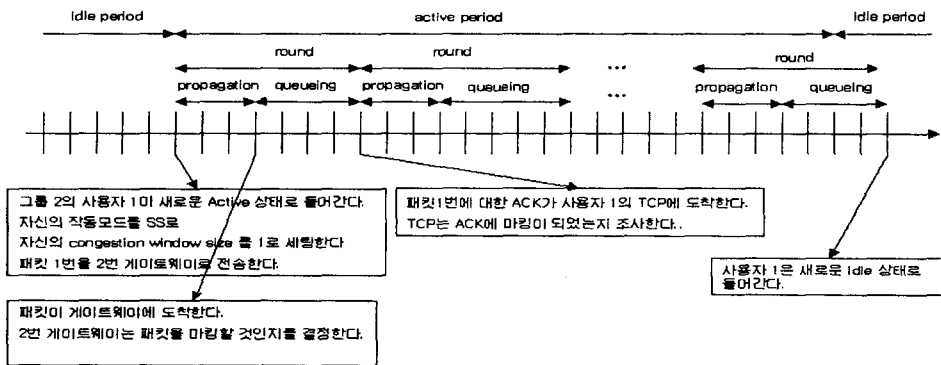 idle period
active period
idle period
round
round
...
round
propagation
queueing
propagation
queueing
...
propagation
queueing
그룹 2의 사용자 1이 새로운 Active 상태로 들어간다.
자신의 작동모드를 SS로
자신의 congestion window size 를 1로 세팅한다
패킷 1번을 2번 게이트웨이로 전송한다.
패킷1번에 대한 ACK가 사용자 1의 TCP에 도착한다.
TCP는 ACK에 마킹이 되었는지 조사한다..
사용자 1은 새로운 Idle 상태로
들어간다.
패킷이 게이트웨이에 도착한다.
2번 게이트웨이는 패킷을 마킹할 것인지를 결정한다.